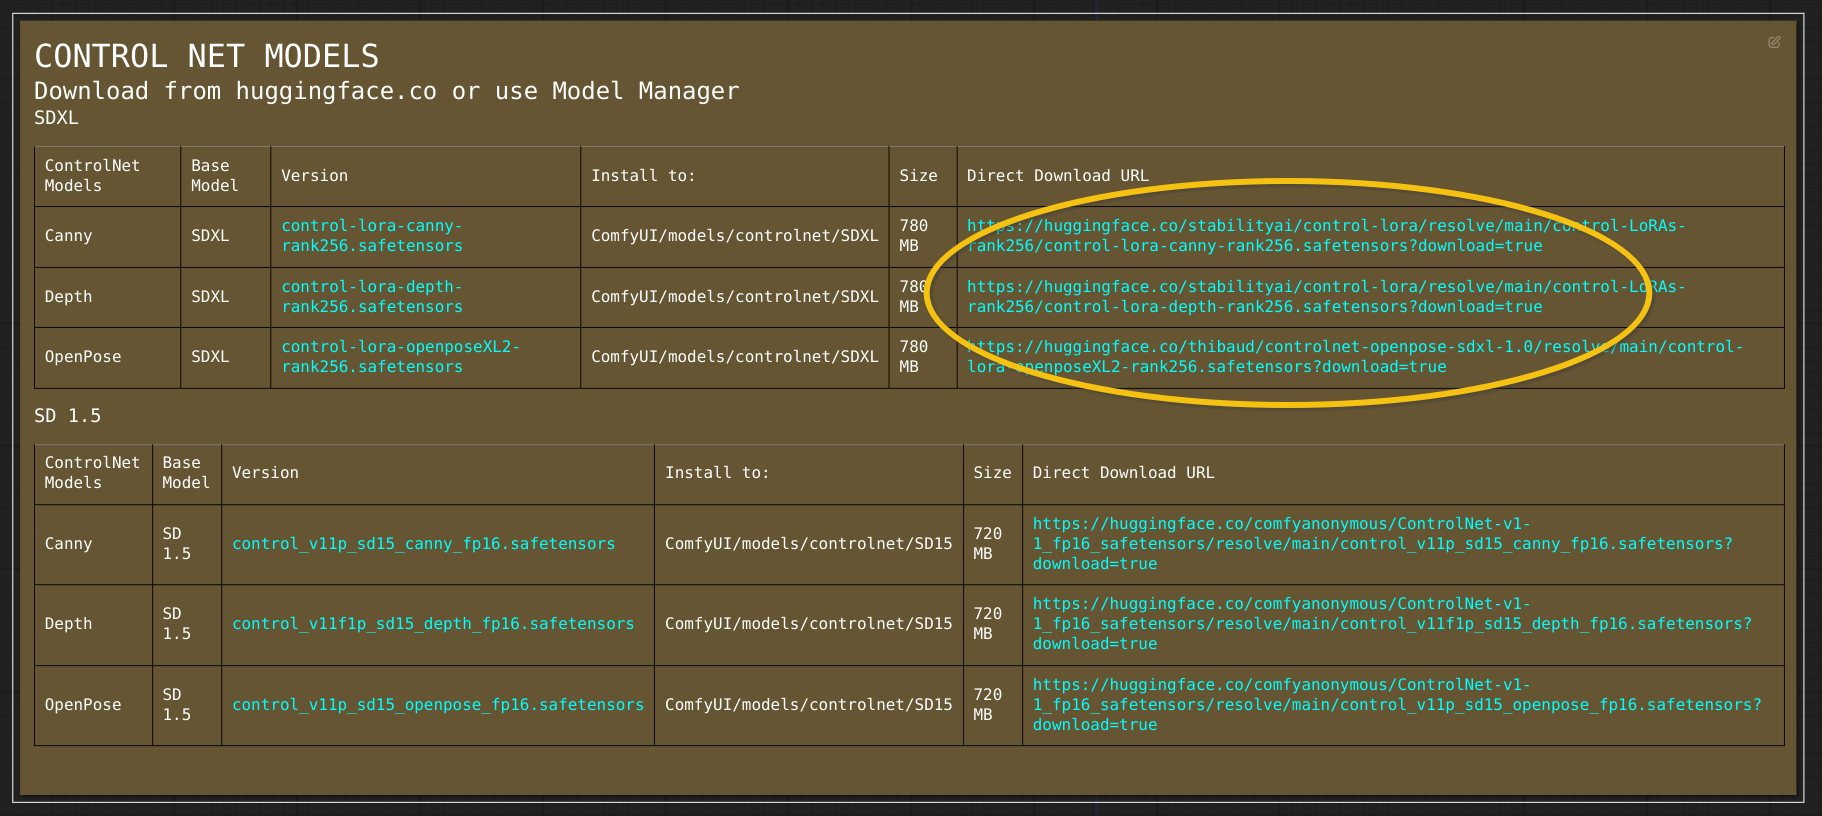 CONTROL NET MODELS
Download from huggingface.co or use Model Manager
SDXL
ControlNet Models
Base Model
Version
Install to:
Size
Direct Download URL
Canny
SDXL
control-lora-canny-
rank256.safetensors
ComfyUI/models/controlnet/SDXL
780
MB
https://huggingface.co/stabilityai/control-lora/resolve/main/control-LoRAs-
rank256/control-lora-canny-rank256.safetensors?download=true
Depth
SDXL
control-lora-depth-
rank256.safetensors
ComfyUI/models/controlnet/SDXL
780
MB
https://huggingface.co/stabilityai/control-lora/resolve/main/control-LoRAs-
rank256/control-lora-depth-rank256.safetensors?download=true
OpenPose
SDXL
control-lora-openposeXL2-
rank256.safetensors
ComfyUI/models/controlnet/SDXL
780
MB
https://huggingface.co/thibaud/controlnet-openpose-sdxl-1.0/resolve/main/control-
lora-openposeXL2-rank256.safetensors?download=true
SD 1.5
ControlNet
Models
Base
Model
Version
Install to:
Size
Direct Download URL
Canny
SD
1.5
control_v11p_sd15_canny_fp16.safetensors
ComfyUI/models/controlnet/SD15
720
MB
https://huggingface.co/comfyanonymous/ControlNet-v1-
1_fp16_safetensors/resolve/main/control_v11p_sd15_canny_fp16.safetensors?
download=true
Depth
SD
1.5
control_v11f1p_sd15_depth_fp16.safetensors
ComfyUI/models/controlnet/SD15
720
MB
https://huggingface.co/comfyanonymous/ControlNet-v1-
1_fp16_safetensors/resolve/main/control_v11f1p_sd15_depth_fp16.safetensors?
download=true
OpenPose
SD
1.5
control_v11p_sd15_openpose_fp16.safetensors
ComfyUI/models/controlnet/SD15
720
MB
https://huggingface.co/comfyanonymous/ControlNet-v1-
1_fp16_safetensors/resolve/main/control_v11p_sd15_openpose_fp16.safetensors?
download=true